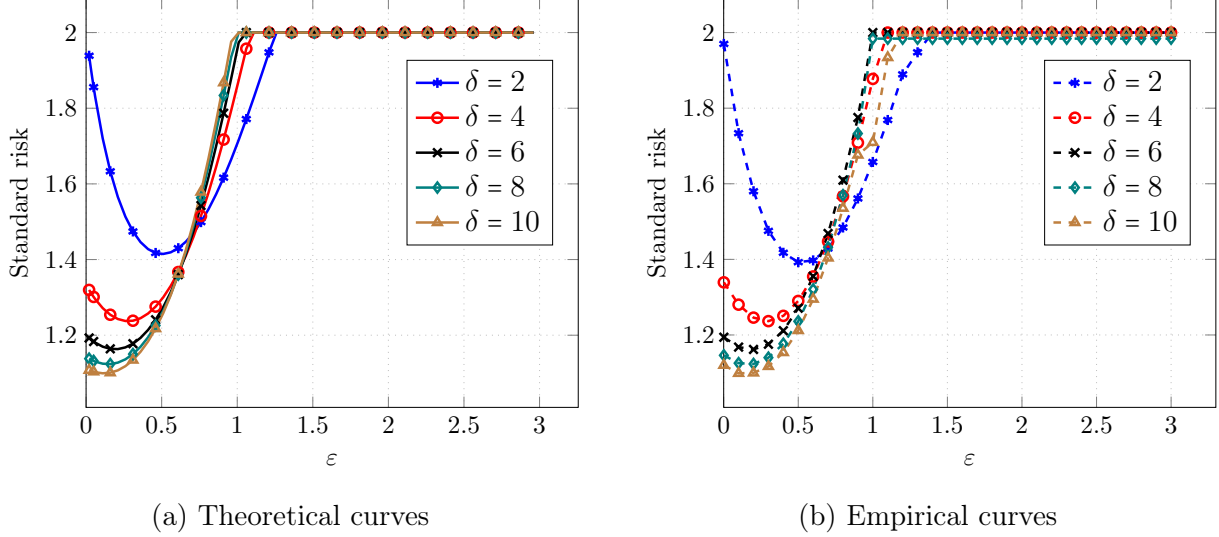 2
1.8
1.6
1.4
1.2
Standard risk
0
0.5
1
1.5
2
2.5
3
ε
δ = 2
δ = 4
δ = 6
δ = 8
δ = 10
(a) Theoretical curves
2
1.8
1.6
1.4
1.2
Standard risk
0
0.5
1
1.5
2
2.5
3
ε
δ = 2
δ = 4
δ = 6
δ = 8
δ = 10
(b) Empirical curves